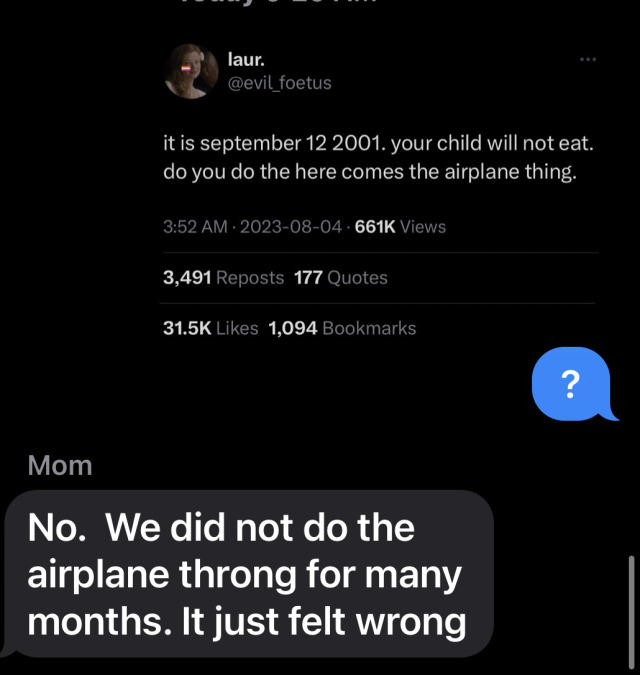 laur.
@evil_foetus
it is september 12 2001. your child will not eat.
do you do the here comes the airplane thing.
3:52 AM · 2023-08-04 · 661K Views
3,491 Reposts 177 Quotes
31.5K Likes 1,094 Bookmarks
?
Mom
No. We did not do the
airplane throng for many
months. It just felt wrong